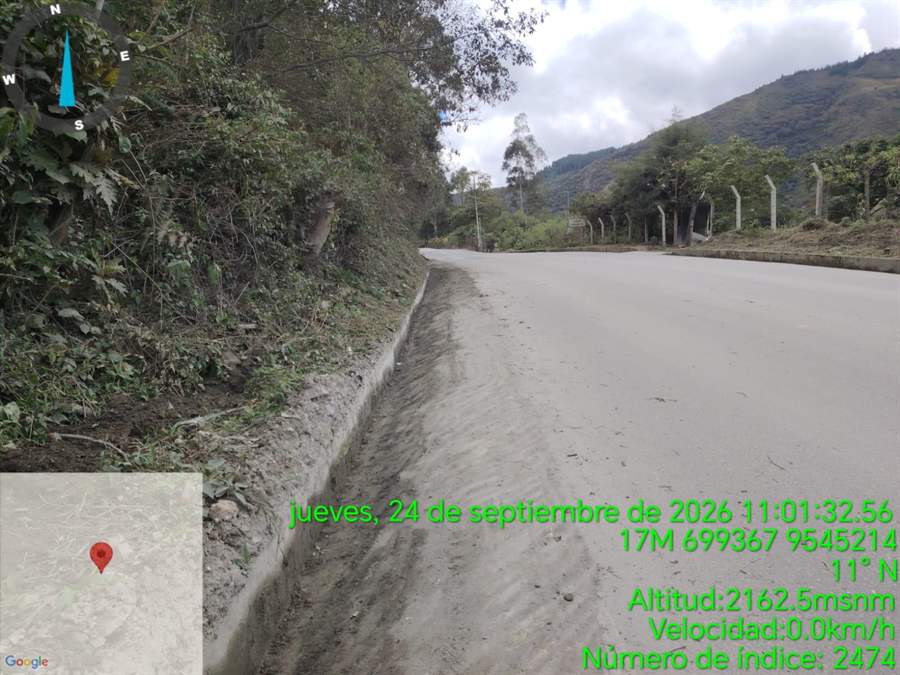 N
E
W
S
jueves, 24 de septiembre de 2026 11:01:32.56
17M 699367 9545214
11° N
Altitud:2162.5msnm
Velocidad:0.0km/h
Número de índice: 2474
Google